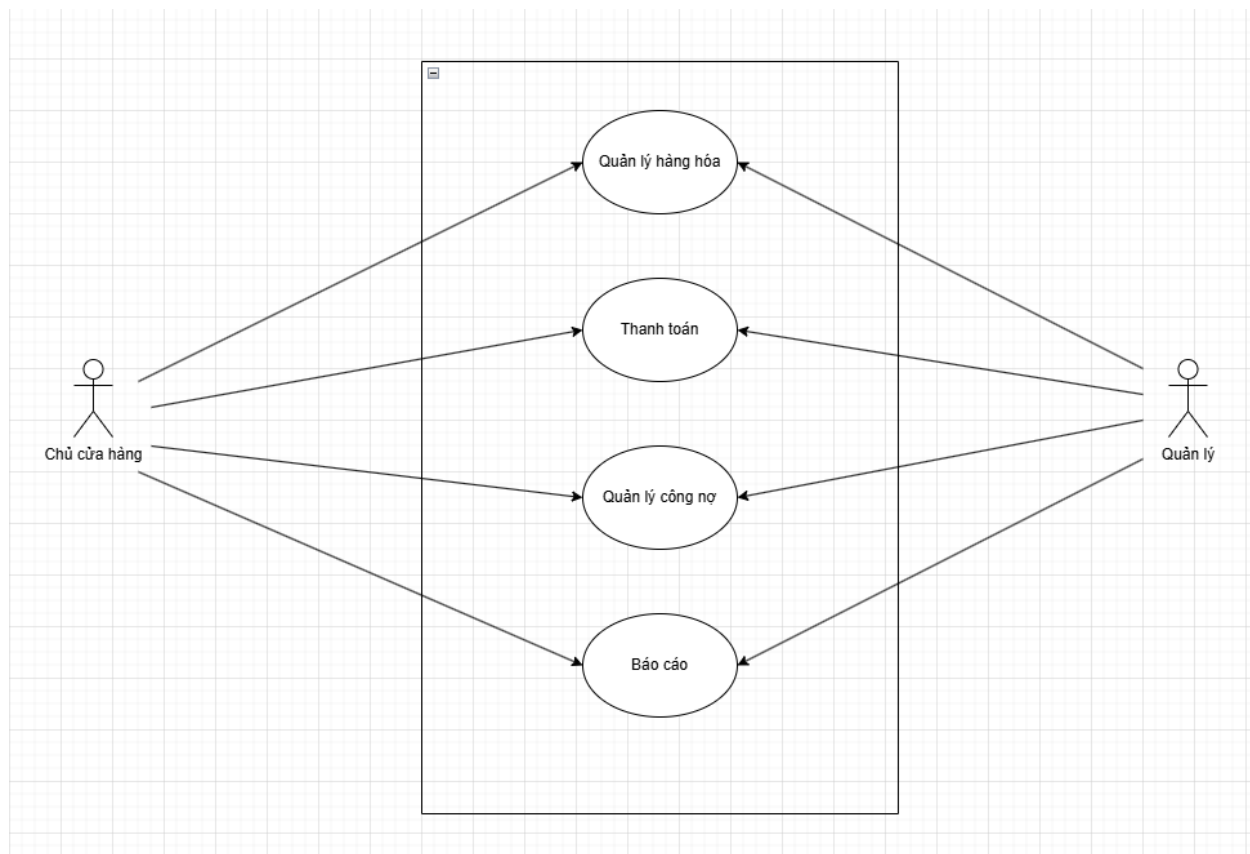 Quản lý hàng hóa
Thanh toán
Chủ cửa hàng
Quản lý
Quản lý công nợ
Báo cáo